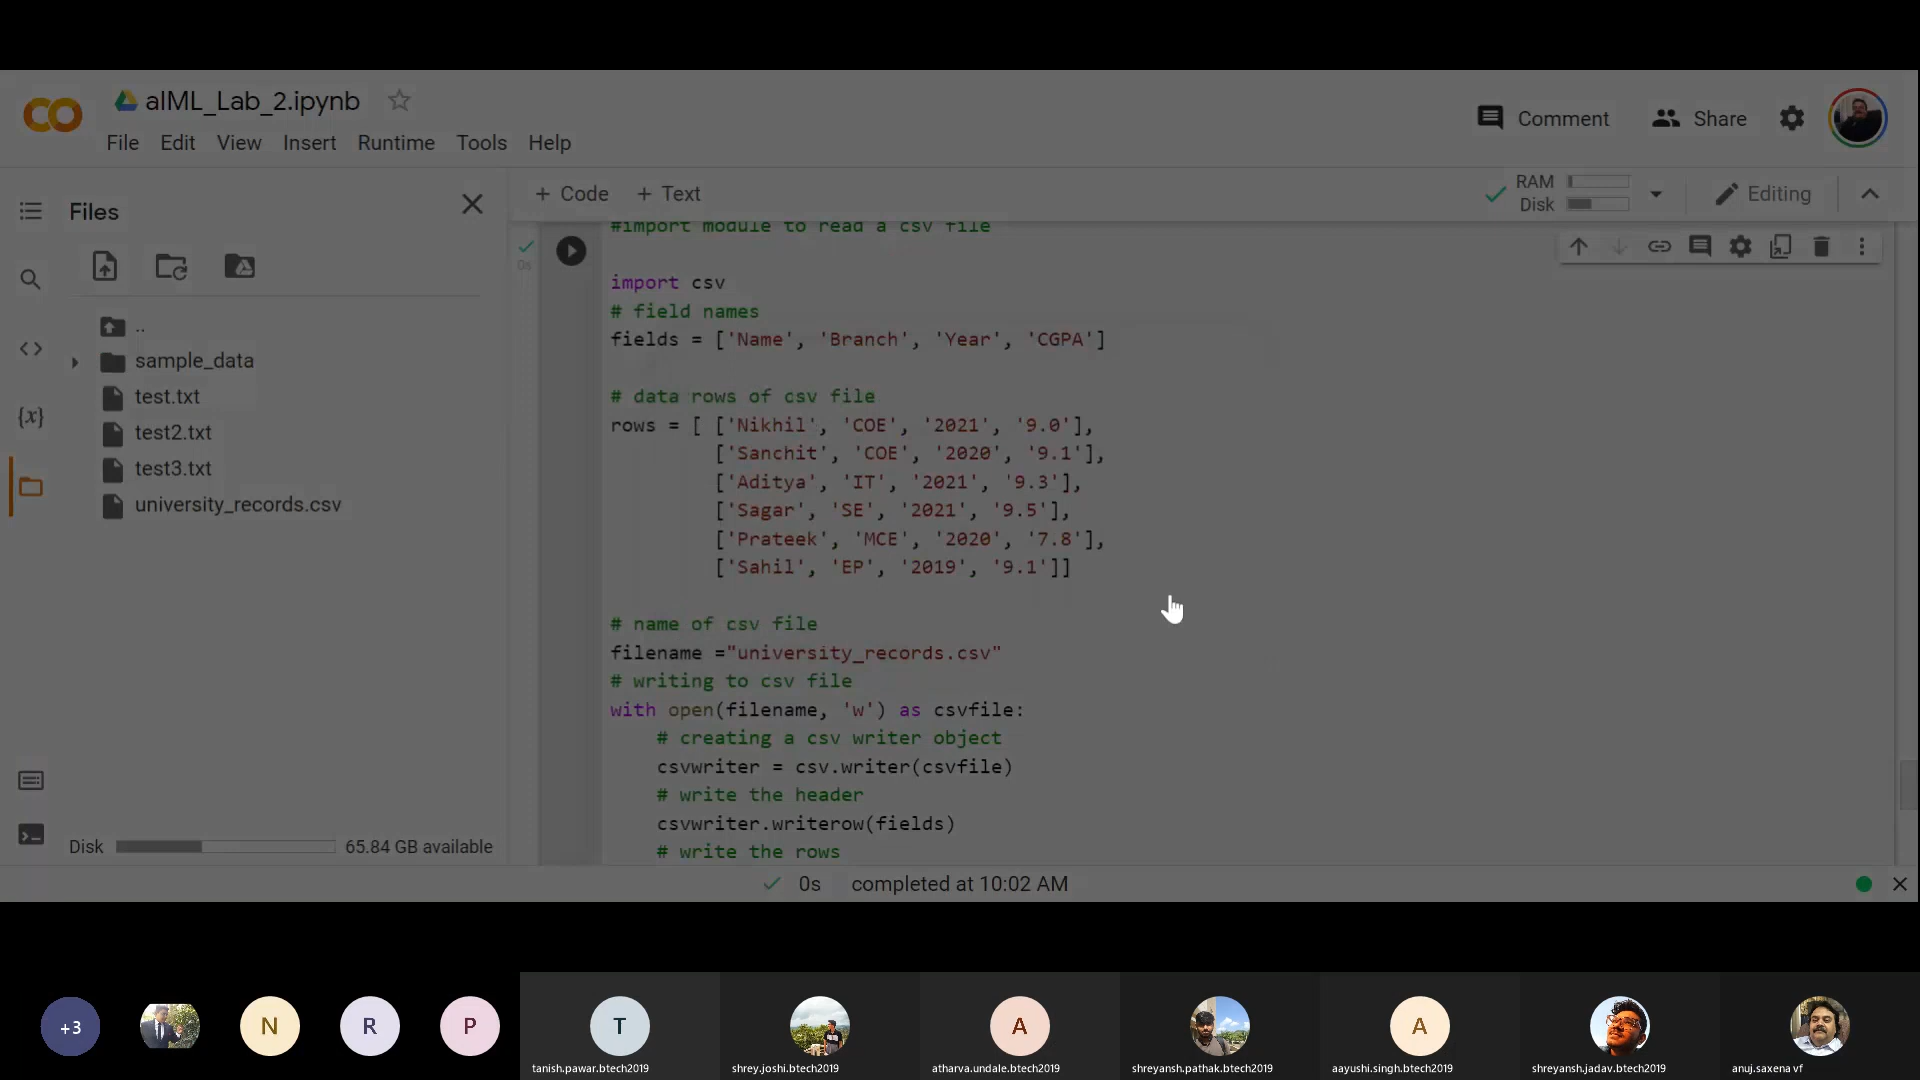 aIML_Lab_2.ipynb
File Edit View Insert Runtime Tools Help
Comment
Share
Files
+ Code + Text
RAM
Disk
Editing
..
sample_data
test.txt
test2.txt
test3.txt
university_records.csv
Disk 65.84 GB available
0s
#import module to read a csv file
import csv
# field names
fields = ['Name', 'Branch', 'Year', 'CGPA']
# data rows of csv file
rows = [ ['Nikhil', 'COE', '2021', '9.0'],
['Sanchit', 'COE', '2020', '9.1'],
['Aditya', 'IT', '2021', '9.3'],
['Sagar', 'SE', '2021', '9.5'],
['Prateek', 'MCE', '2020', '7.8'],
['Sahil', 'EP', '2019', '9.1']]
# name of csv file
filename ="university_records.csv"
# writing to csv file
with open(filename, 'w') as csvfile:
# creating a csv writer object
csvwriter = csv.writer(csvfile)
# write the header
csvwriter.writerow(fields)
# write the rows
0s completed at 10:02 AM
+3
N
R
P
T
A
A
tanish.pawar.btech2019
shrey.joshi.btech2019
atharva.undale.btech2019
shreyansh.pathak.btech2019
aayushi.singh.btech2019
shreyansh.jadav.btech2019
anuj.saxena vf